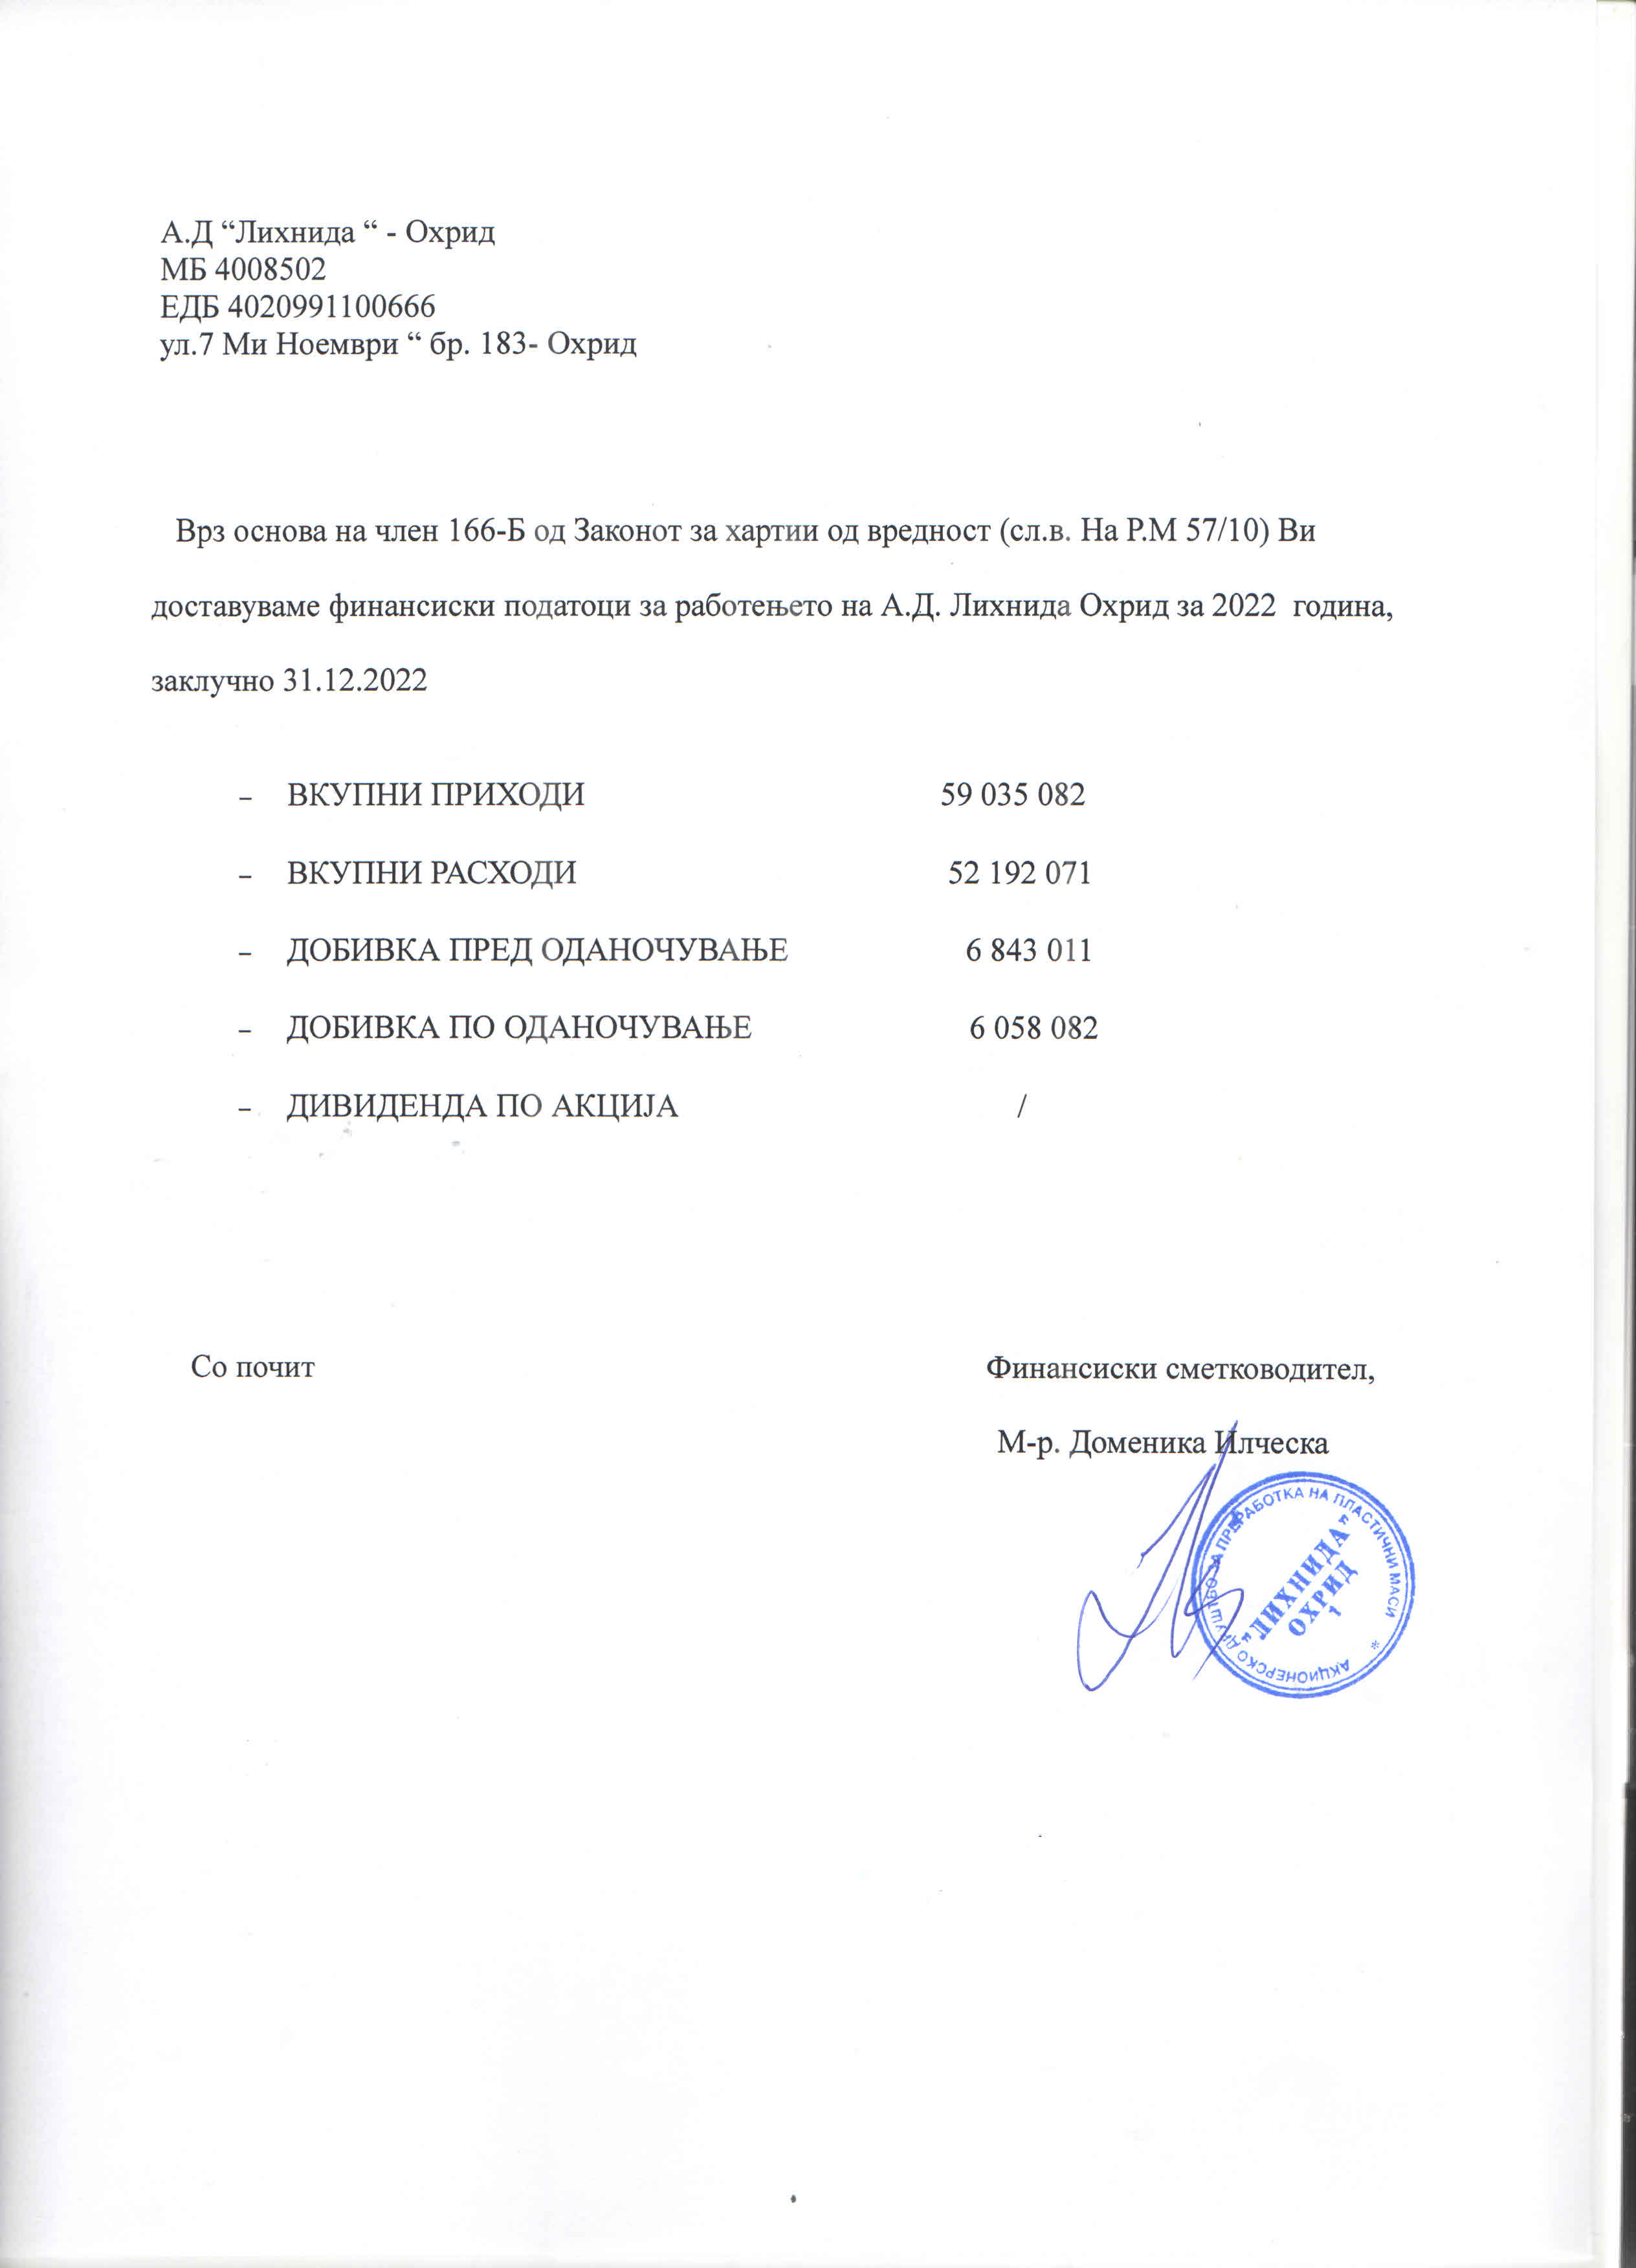 А.Д “Лихнида “ - Охрид
МБ 4008502
ЕДБ 4020991100666
ул.7 Ми Ноември “ бр. 183- Охрид
Врз основа на член 166-Б од Законот за хартии од вредност (сл.в. На Р.М 57/10) Ви
доставуваме финансиски податоци за работењето на А.Д. Лихнида Охрид за 2022 година,
заклучно 31.12.2022
- ВКУПНИ ПРИХОДИ 59 035 082
- ВКУПНИ РАСХОДИ 52 192 071
- ДОБИВКА ПРЕД ОДАНОЧУВАЊЕ 6 843 011
- ДОБИВКА ПО ОДАНОЧУВАЊЕ 6 058 082
- ДИВИДЕНДА ПО АКЦИЈА /
Со почит Финансиски сметководител,
М-р. Доменика Илческа
АКЦИОНЕРСКО ДРУШТВО ЗА ПРЕРАБОТКА НА ПЛАСТИЧНИ МАСИ *
"ЛИХНИДА"
ОХРИД
1